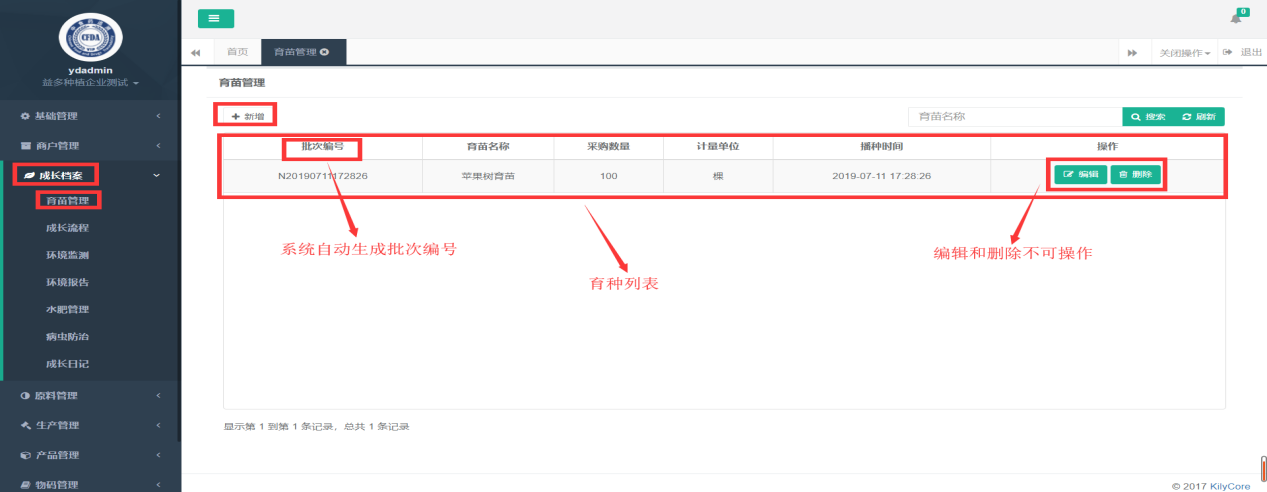 CFDA
ydadmin
益多种植企业测试
基础管理
商户管理
成长档案
育苗管理
成长流程
环境监测
环境报告
水肥管理
病虫防治
成长日记
原料管理
生产管理
产品管理
物码管理
0
首页 育苗管理 关闭操作 退出
育苗管理
新增 育苗名称 搜索 刷新
批次编号 育苗名称 采购数量 计量单位 播种时间 操作
N20190711172826 苹果树育苗 100 棵 2019-07-11 17:28:26 编辑 删除
系统自动生成批次编号
编辑和删除不可操作
育种列表
显示第 1 到第 1 条记录，总共 1 条记录
© 2017 KilyCore